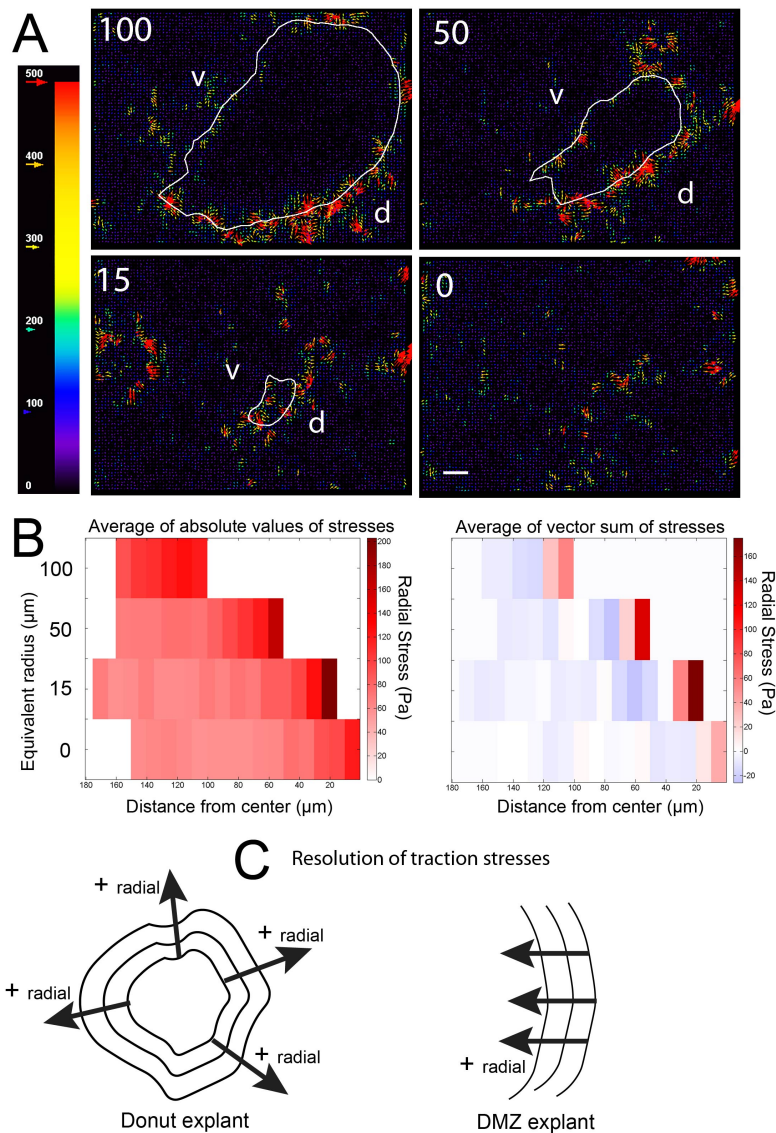 A
100
50
v
d
v
d
500
400
300
200
100
0
15
0
v
d
B
Average of absolute values of stresses
Average of vector sum of stresses
Equivalent radius (μm)
100
50
15
0
180 160 140 120 100 80 60 40 20
Distance from center (μm)
200
180
160
140
120
100
80
60
40
20
0
Radial Stress (Pa)
180 160 140 120 100 80 60 40 20
Distance from center (μm)
160
140
120
100
80
60
40
20
0
-20
Radial Stress (Pa)
C
Resolution of traction stresses
+ radial
+ radial
+ radial
+ radial
Donut explant
+ radial
DMZ explant